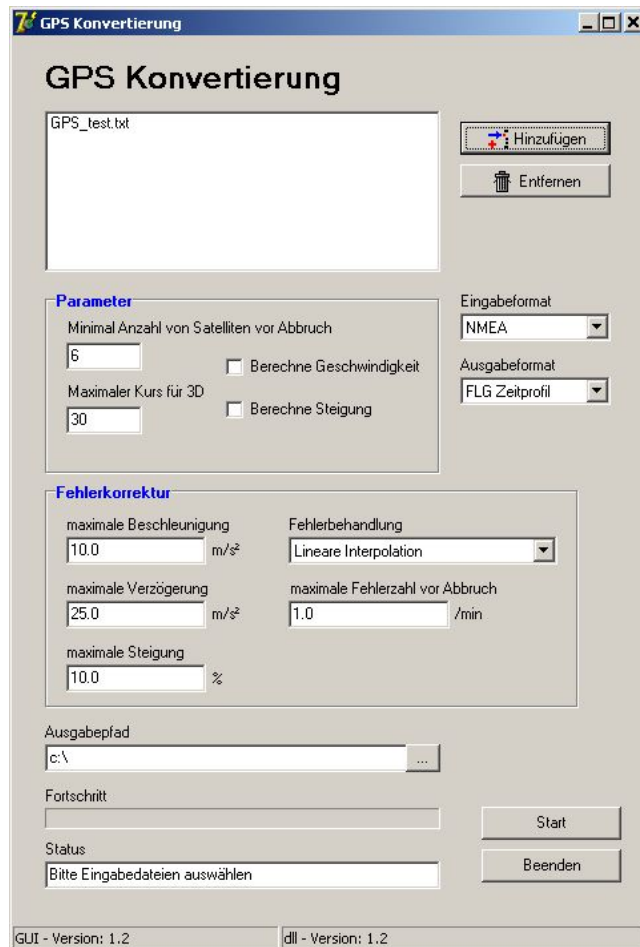 GPS Konvertierung
GPS Konvertierung
GPS_test.txt
Hinzufügen
Entfernen
Parameter
Minimal Anzahl von Satelliten vor Abbruch
6
Berechne Geschwindigkeit
Maximaler Kurs für 3D
30
Berechne Steigung
Eingabeformat
NMEA
Ausgabeformat
FLG Zeitprofil
Fehlerkorrektur
maximale Beschleunigung
10.0 m/s²
Fehlerbehandlung
Lineare Interpolation
maximale Verzögerung
25.0 m/s²
maximale Fehlerzahl vor Abbruch
1.0 /min
maximale Steigung
10.0 %
Ausgabepfad
c:\
...
Fortschritt
Start
Status
Bitte Eingabedateien auswählen
Beenden
GUI - Version: 1.2
dll - Version: 1.2